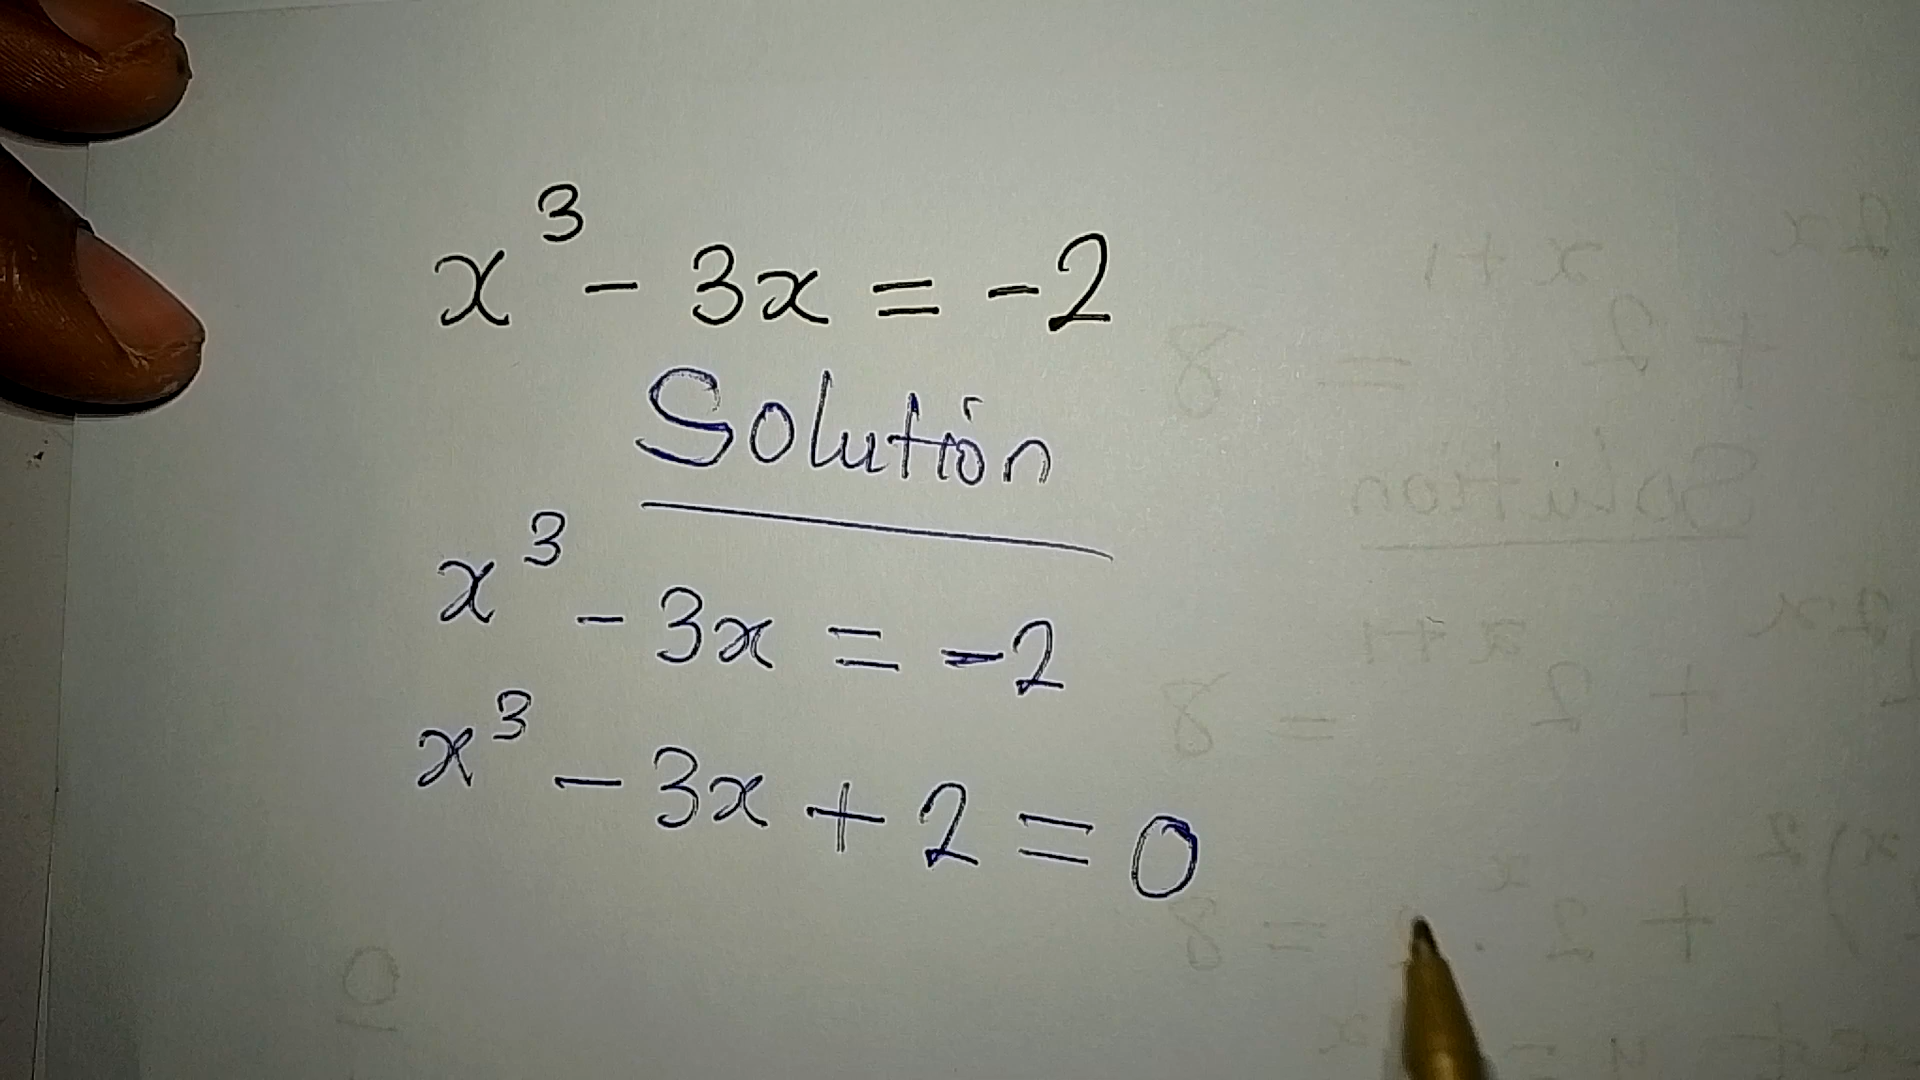 x³ - 3x = -2
Solution
x³ - 3x = -2
x³ - 3x + 2 = 0